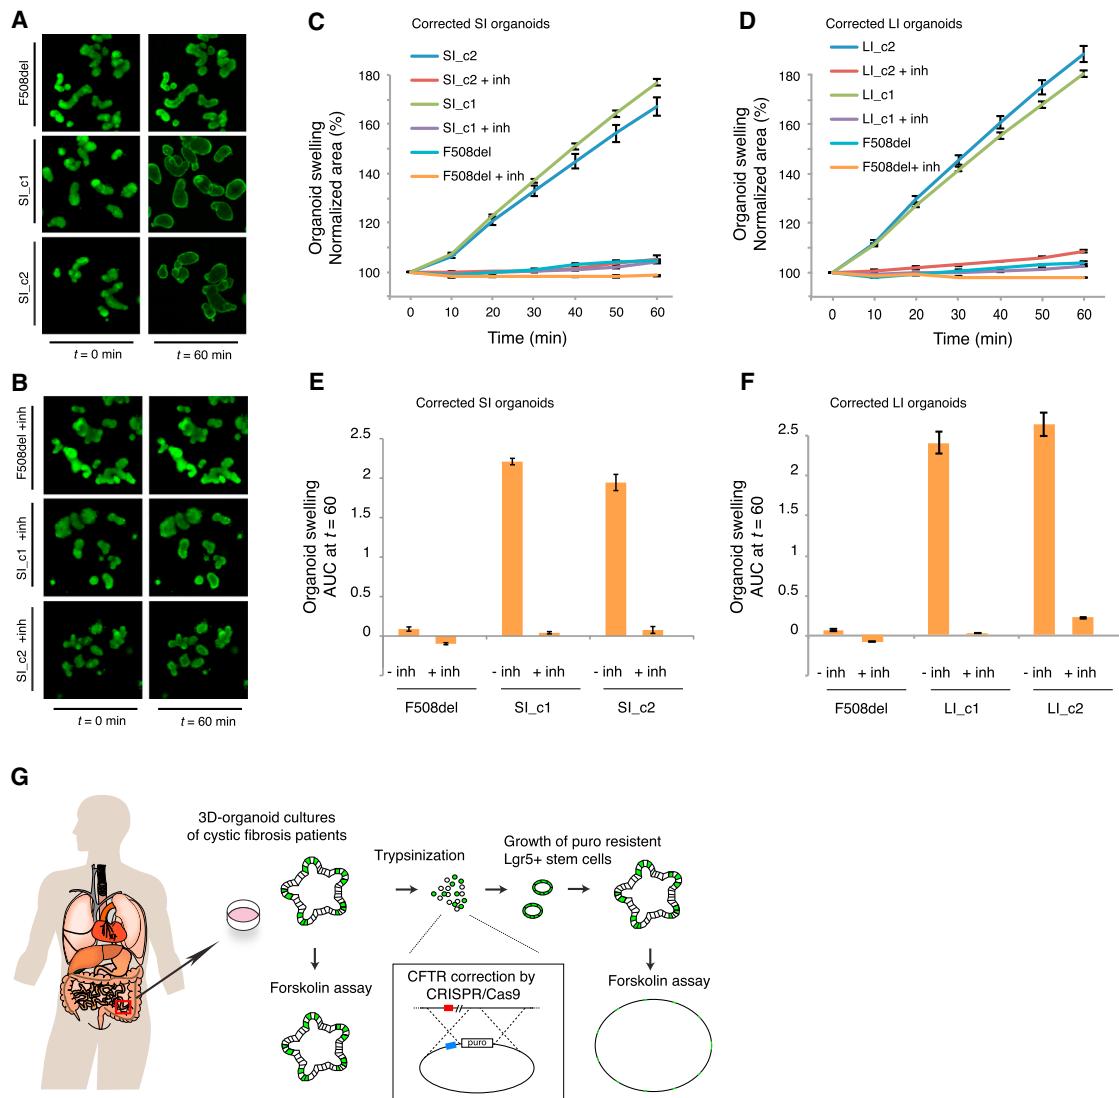 A
F508del
SI_c1
SI_c2
t = 0 min
t = 60 min
B
F508del +inh
SI_c1 +inh
SI_c2 +inh
t = 0 min
t = 60 min
C
Corrected SI organoids
SI_c2
SI_c2 + inh
SI_c1
SI_c1 + inh
F508del
F508del + inh
Organoid swelling
Normalized area (%)
180
160
140
120
100
0 10 20 30 40 50 60
Time (min)
D
Corrected LI organoids
LI_c2
LI_c2 + inh
LI_c1
LI_c1 + inh
F508del
F508del+ inh
Organoid swelling
Normalized area (%)
180
160
140
120
100
0 10 20 30 40 50 60
Time (min)
E
Corrected SI organoids
Organoid swelling
AUC at t = 60
2.5
2
1.5
1
0.5
0
- inh + inh - inh + inh - inh + inh
F508del SI_c1 SI_c2
F
Corrected LI organoids
Organoid swelling
AUC at t = 60
2.5
2
1.5
1
0.5
0
- inh + inh - inh + inh - inh + inh
F508del LI_c1 LI_c2
G
3D-organoid cultures
of cystic fibrosis patients
Trypsinization
Growth of puro resistent
Lgr5+ stem cells
Forskolin assay
CFTR correction by
CRISPR/Cas9
puro
Forskolin assay